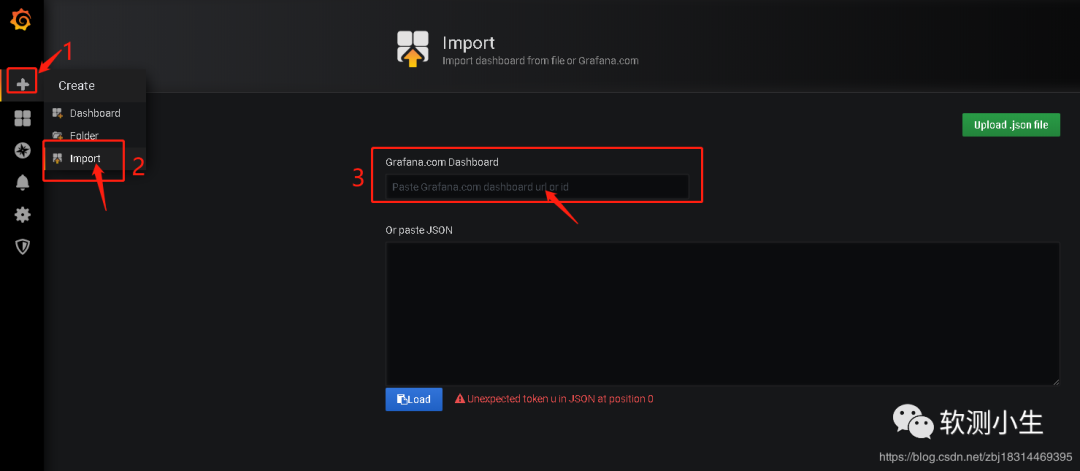 1
Create
Dashboard
Folder
Import
2
Import
Import dashboard from file or Grafana.com
Upload .json file
3
Grafana.com Dashboard
Paste Grafana.com dashboard url or id
Or paste JSON
Load
Unexpected token u in JSON at position 0
软测小生
https://blog.csdn.net/zbj18314469395